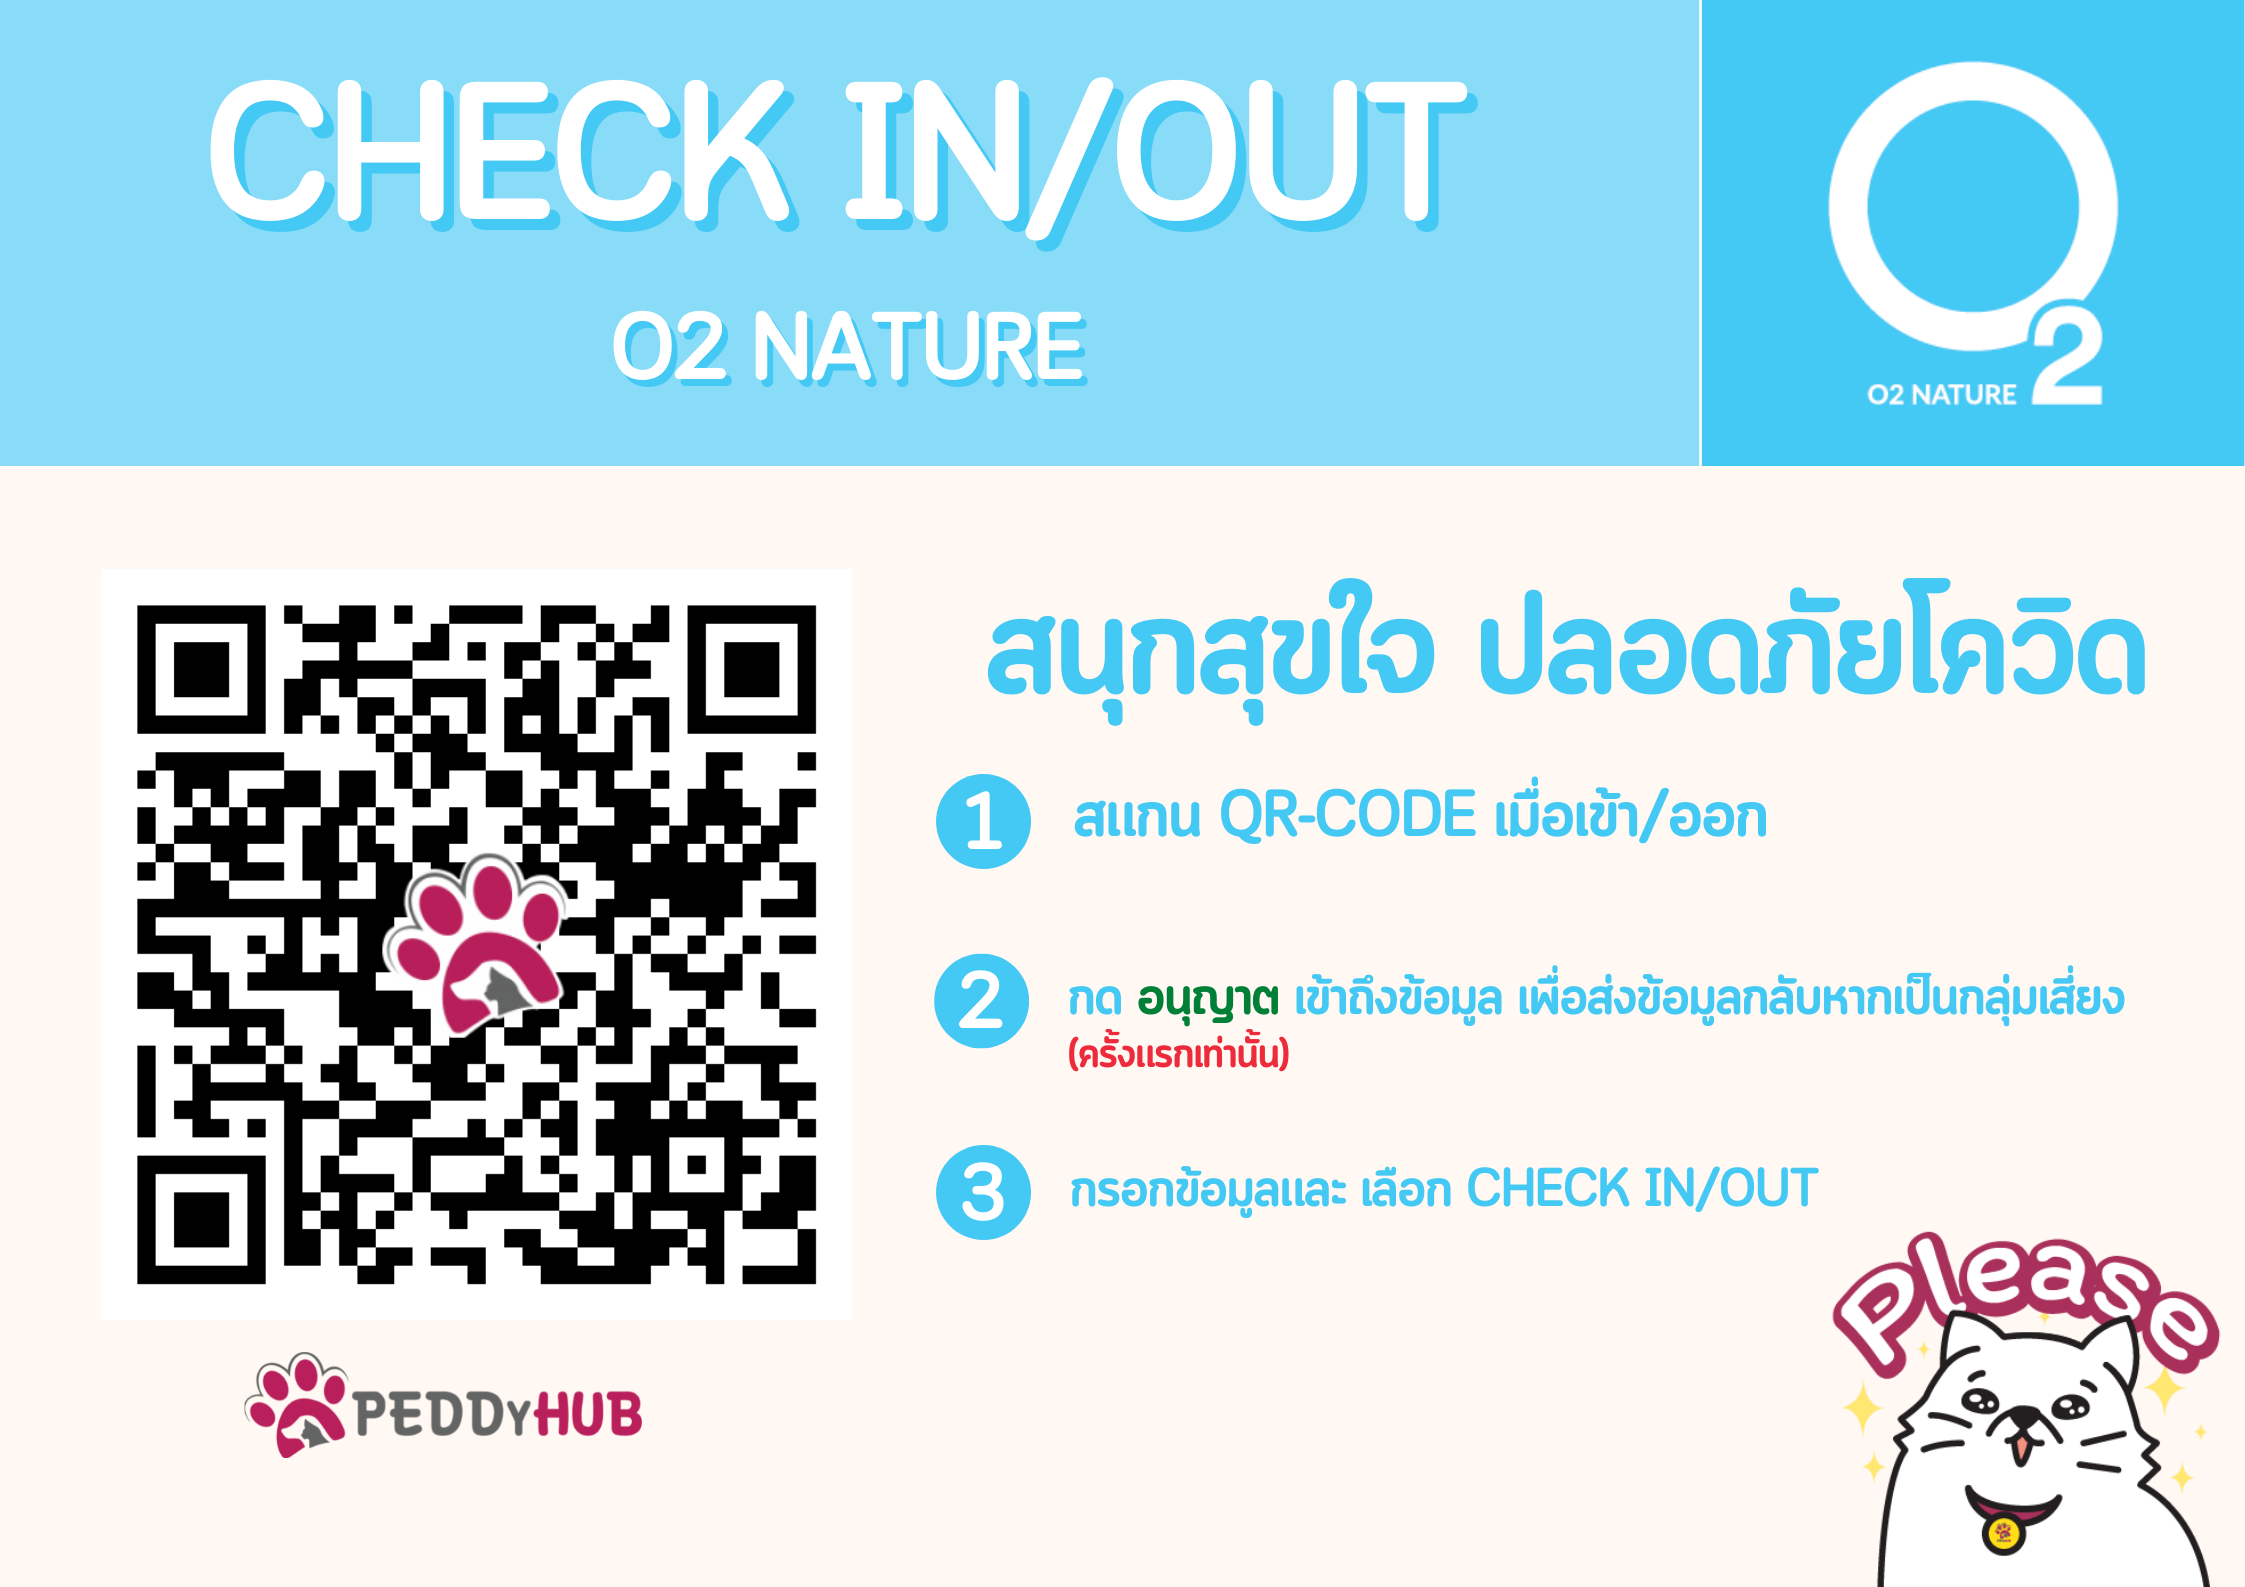 CHECK IN/OUT
O2 NATURE
O2
O2 NATURE
สนุกสุขใจ ปลอดภัยโควิด
1 สแกน QR-CODE เมื่อเข้า/ออก
2 กด อนุญาต เข้าถึงข้อมูล เพื่อส่งข้อมูลกลับหากเป็นกลุ่มเสี่ยง
(ครั้งแรกเท่านั้น)
3 กรอกข้อมูลและ เลือก CHECK IN/OUT
PEDDyHUB
Please